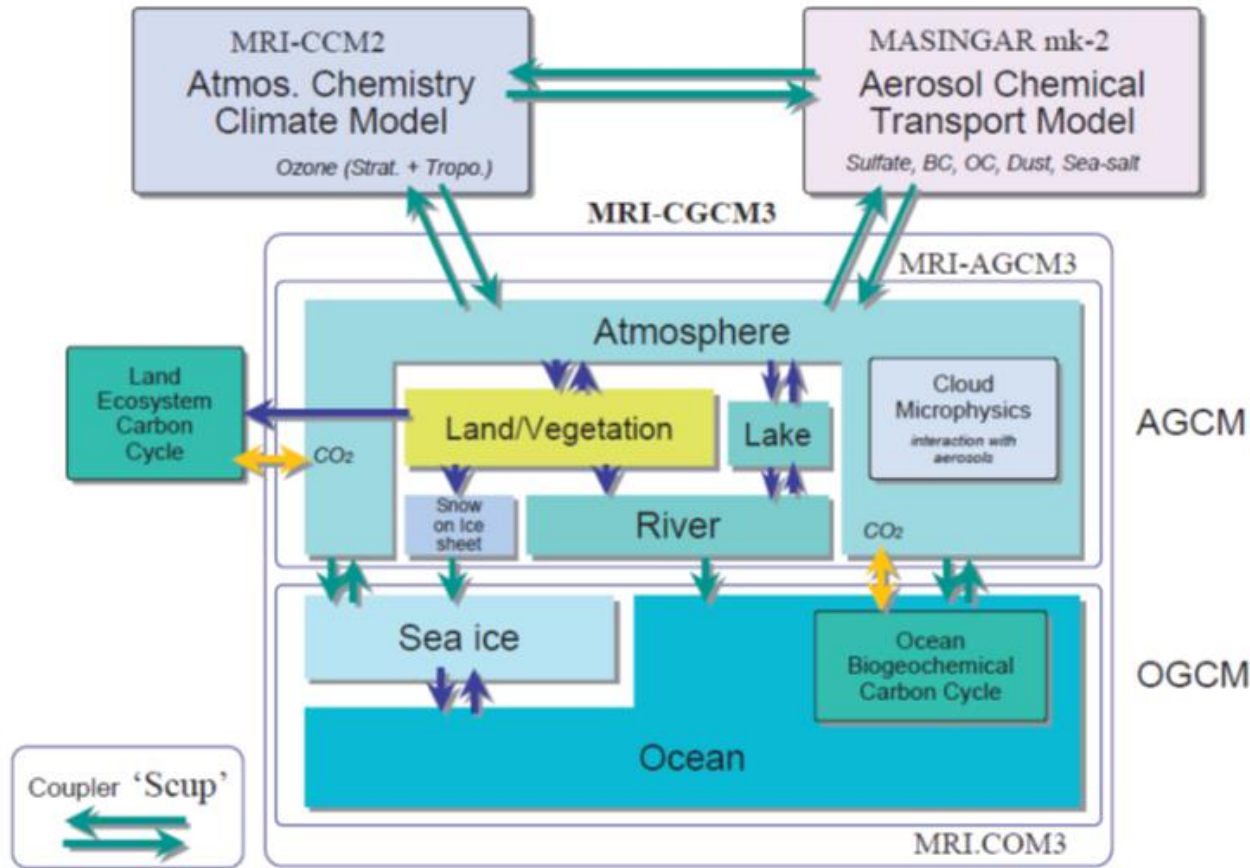 MRI-CCM2
Atmos. Chemistry
Climate Model
Ozone (Strat. + Tropo.)
MASINGAR mk-2
Aerosol Chemical
Transport Model
Sulfate, BC, OC, Dust, Sea-salt
MRI-CGCM3
MRI-AGCM3
Atmosphere
Land
Ecosystem
Carbon
Cycle
CO₂
Land/Vegetation
Lake
Cloud
Microphysics
interaction with
aerosols
AGCM
Snow
on Ice
sheet
River
CO₂
Sea ice
Ocean
Biogeochemical
Carbon Cycle
OGCM
Ocean
Coupler 'Scup'
MRI.COM3